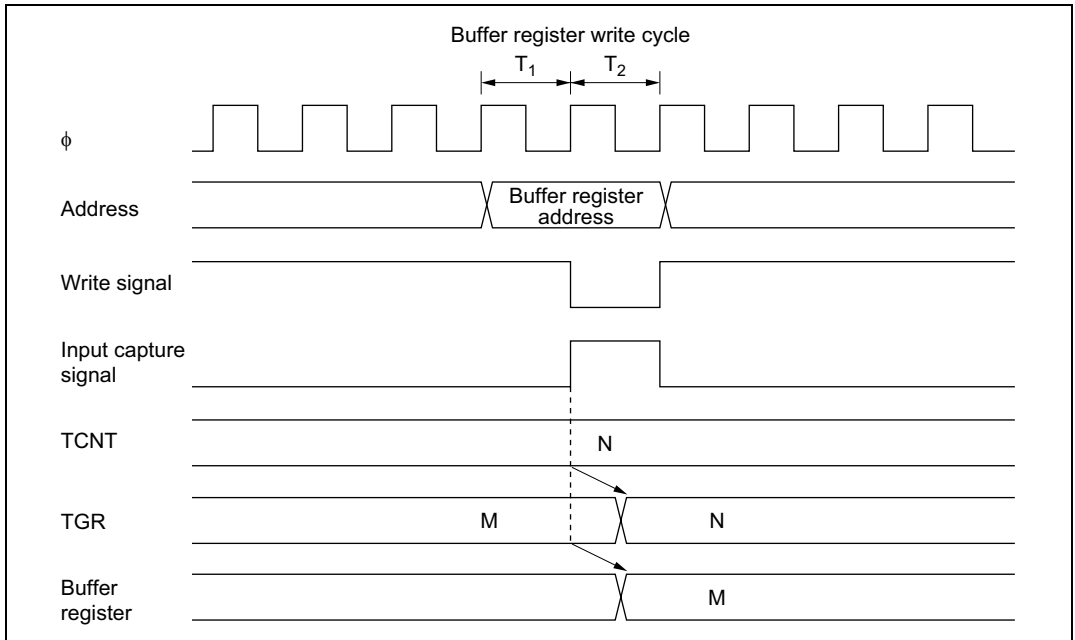 Buffer register write cycle
T1 T2
ϕ
Address
Buffer register
address
Write signal
Input capture
signal
TCNT
N
TGR
M
N
Buffer
register
M